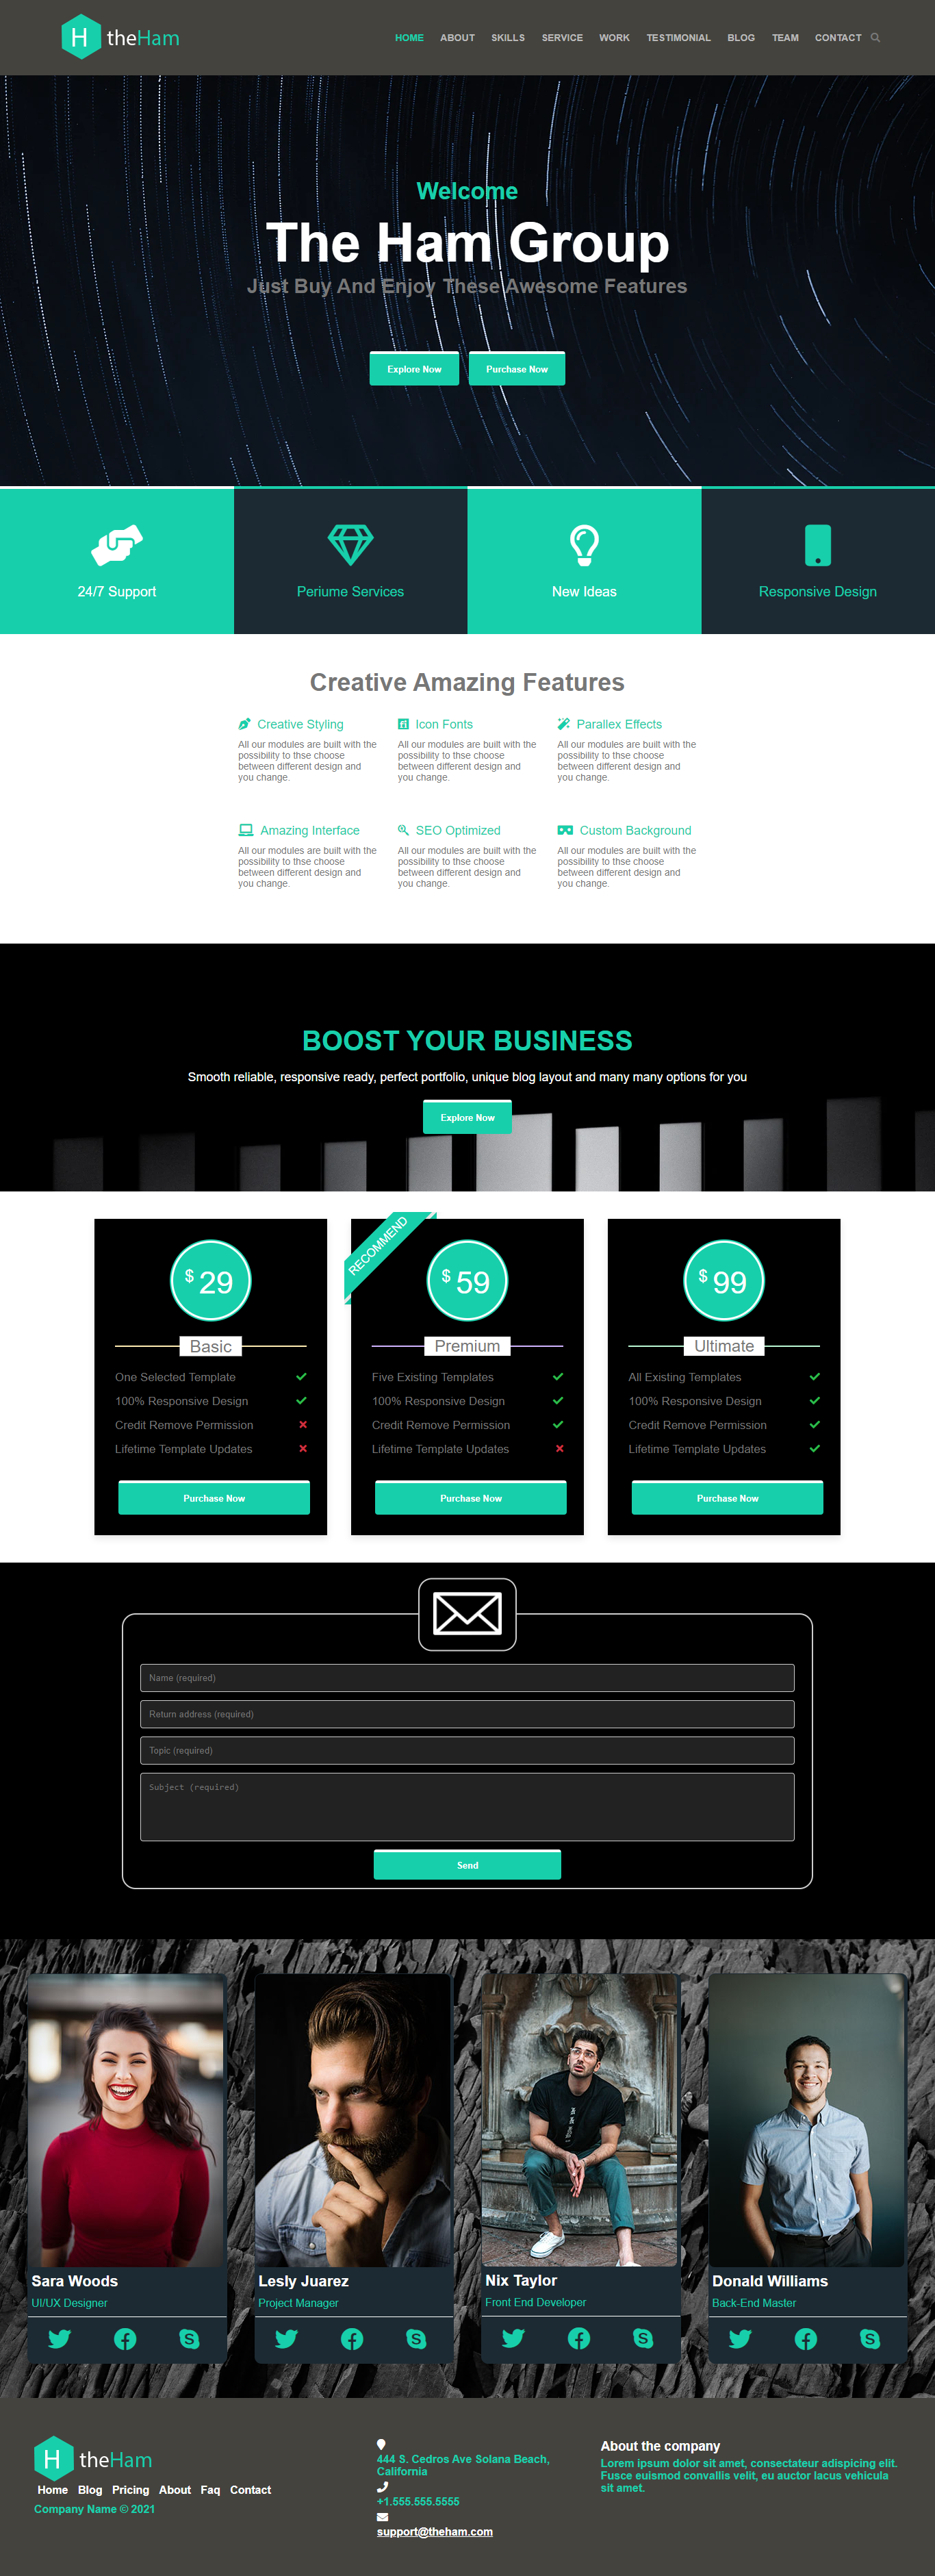 H theHam
HOME ABOUT SKILLS SERVICE WORK TESTIMONIAL BLOG TEAM CONTACT
Welcome
The Ham Group
Just Buy And Enjoy These Awesome Features
Explore Now Purchase Now
24/7 Support Periume Services New Ideas Responsive Design
Creative Amazing Features
Creative Styling
All our modules are built with the
possibility to thse choose
between different design and
you change.
Icon Fonts
All our modules are built with the
possibility to thse choose
between different design and
you change.
Parallex Effects
All our modules are built with the
possibility to thse choose
between different design and
you change.
Amazing Interface
All our modules are built with the
possibility to thse choose
between different design and
you change.
SEO Optimized
All our modules are built with the
possibility to thse choose
between different design and
you change.
Custom Background
All our modules are built with the
possibility to thse choose
between different design and
you change.
BOOST YOUR BUSINESS
Smooth reliable, responsive ready, perfect portfolio, unique blog layout and many many options for you
Explore Now
$ 29
Basic
One Selected Template
100% Responsive Design
Credit Remove Permission
Lifetime Template Updates
Purchase Now
RECOMMEND
$ 59
Premium
Five Existing Templates
100% Responsive Design
Credit Remove Permission
Lifetime Template Updates
Purchase Now
$ 99
Ultimate
All Existing Templates
100% Responsive Design
Credit Remove Permission
Lifetime Template Updates
Purchase Now
Name (required)
Return address (required)
Topic (required)
Subject (required)
Send
Sara Woods
UI/UX Designer
Lesly Juarez
Project Manager
Nix Taylor
Front End Developer
Donald Williams
Back-End Master
H theHam
Home Blog Pricing About Faq Contact
Company Name © 2021
444 S. Cedros Ave Solana Beach,
California
+1.555.555.5555
support@theham.com
About the company
Lorem ipsum dolor sit amet, consectateur adispicing elit.
Fusce euismod convallis velit, eu auctor lacus vehicula
sit amet.